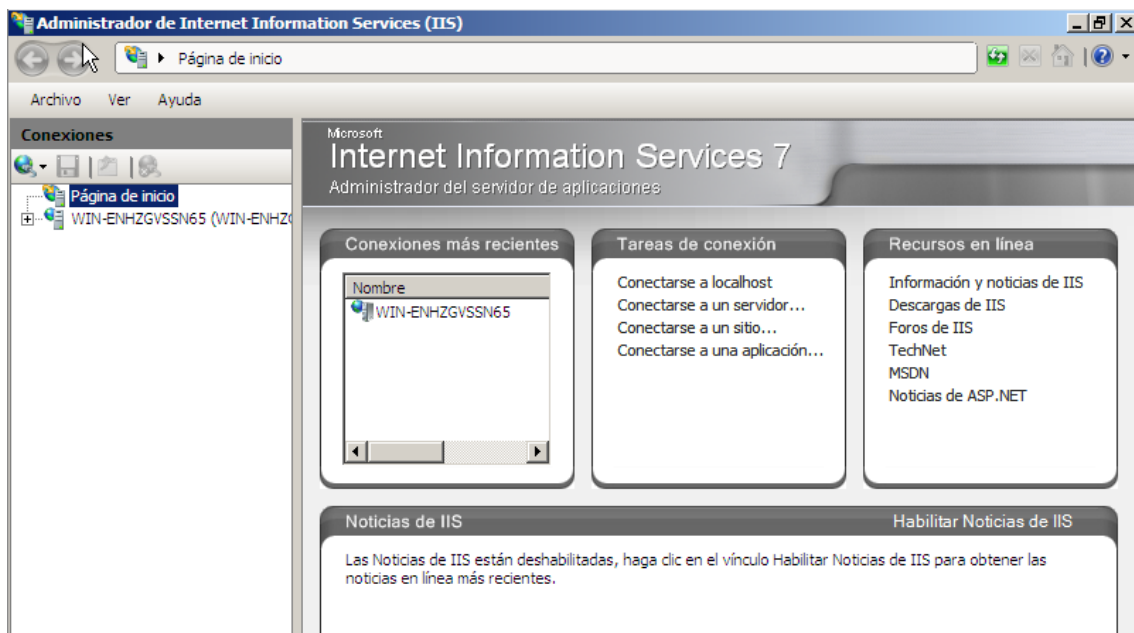 Administrador de Internet Information Services (IIS)
Página de inicio
Archivo Ver Ayuda
Conexiones
Página de inicio
WIN-ENHZGVSSN65 (WIN-ENHZG
Microsoft
Internet Information Services 7
Administrador del servidor de aplicaciones
Conexiones más recientes
Nombre
WIN-ENHZGVSSN65
Tareas de conexión
Conectarse a localhost
Conectarse a un servidor...
Conectarse a un sitio...
Conectarse a una aplicación...
Recursos en línea
Información y noticias de IIS
Descargas de IIS
Foros de IIS
TechNet
MSDN
Noticias de ASP.NET
Noticias de IIS
Habilitar Noticias de IIS
Las Noticias de IIS están deshabilitadas, haga clic en el vínculo Habilitar Noticias de IIS para obtener las
noticias en línea más recientes.